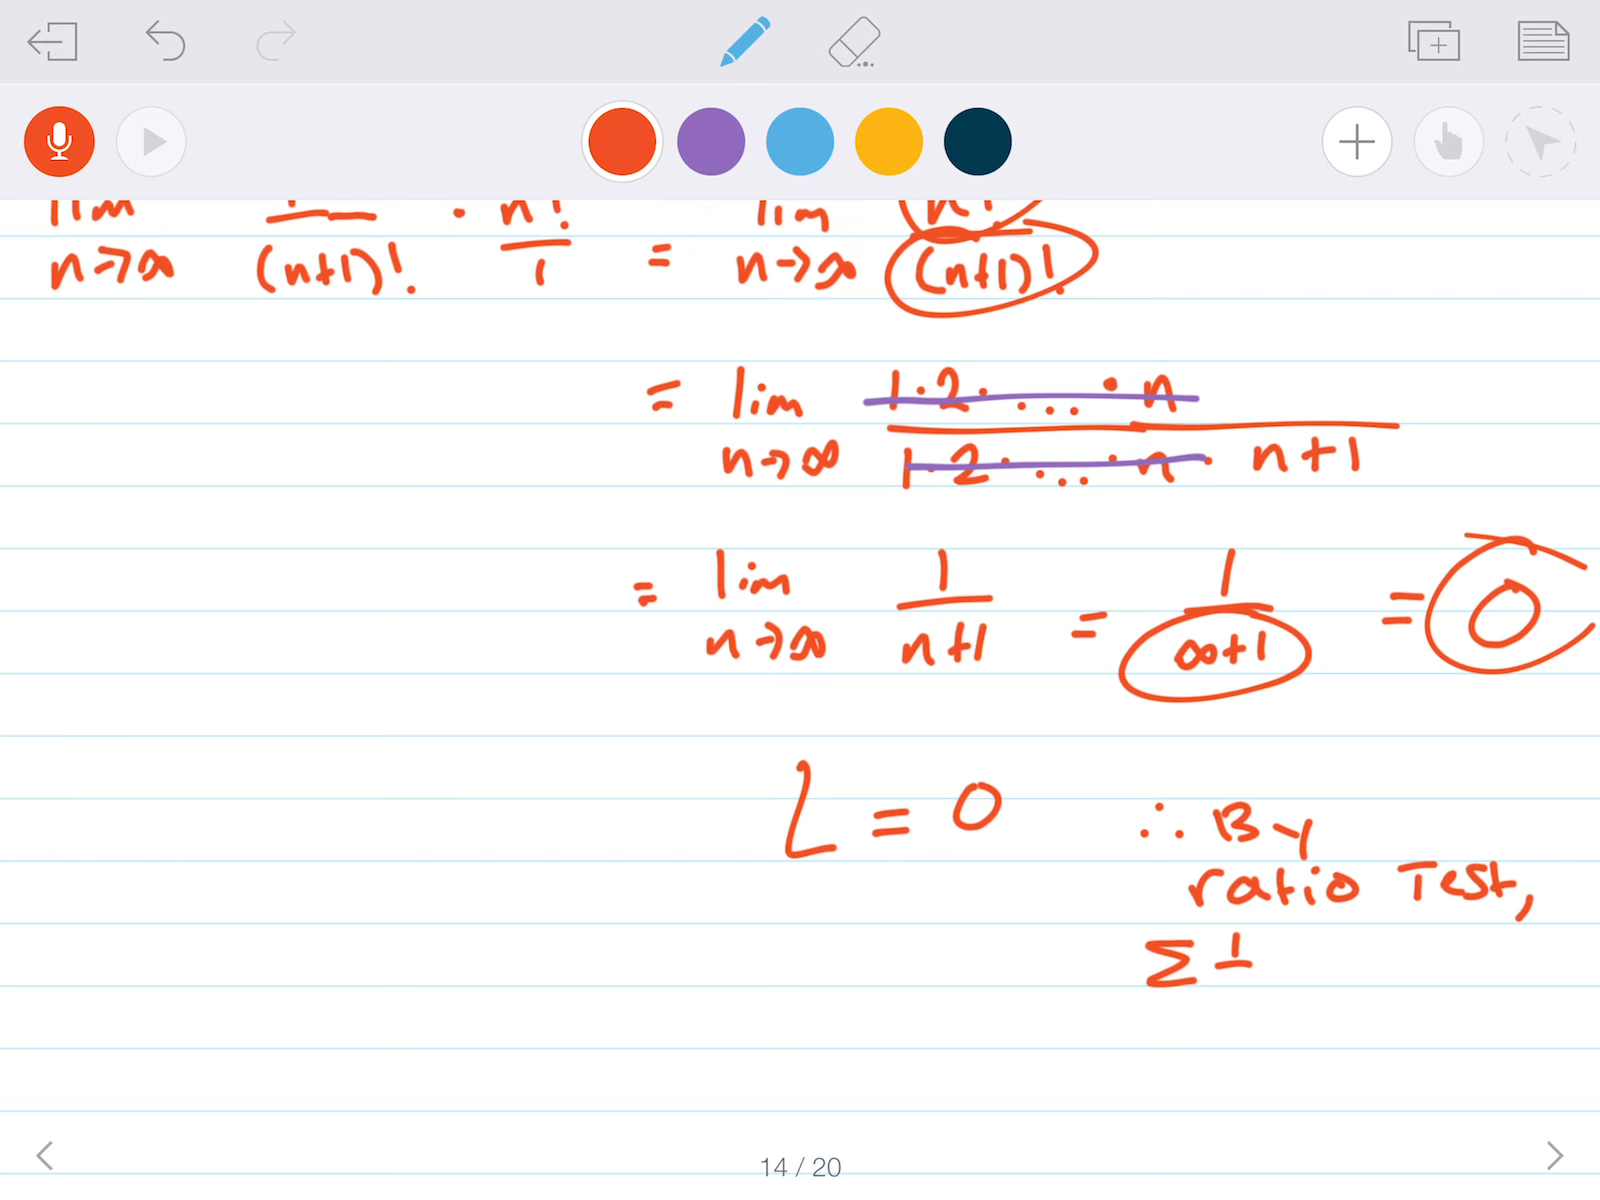 lim 1 · n! = lim n!
n→∞ (n+1)! 1 n→∞ (n+1)!
= lim 1·2· ... ·n
n→∞ 1·2· ... ·n· n+1
= lim 1 = 1 = 0
n→∞ n+1 ∞+1
L = 0 ∴ By
ratio Test,
Σ 1
14 / 20